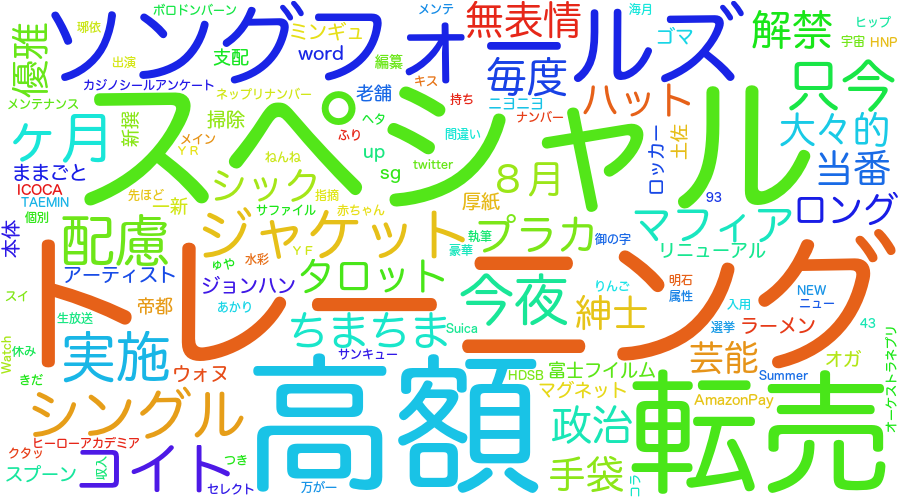 哪依
ボロドンバーン
ミンギュ
メンテ
無表情
海月
解禁
ヒップ
優雅
ソングフォールズ
出演
支配
word
編纂
ゴマ
宇宙
HNP
カジノシールアンケート
毎度
只今
メンテナンス
ネップリナンバー
老舗
キス
持ち
ニヨニヨ
ハット
スペシャル
新撰
掃除
ヘタ
ナンバー
大々的
ケ月
メイン
ＹＲ
ふり
up
間違い
土佐
ままごと
ねんね
sg
twitter
ロッカー
当番
ICOCA
シック
８月
TAEMIN
先ほど
一新
指摘
厚紙
93
ロング
個別
配慮
サファイル
赤ちゃん
プラカ
マフィア
本体
ジャケット
執筆
御の字
リニューアル
ゅや
水彩
ＹＦ
豪華
アーティスト
ジョンハン
タロット
今夜
りんご
明石
属性
NEW
ニュー
トレーニング
スイ
帝都
あかり
紳士
入用
生放送
ちまちま
Suica
選挙
ラーメン
43
Watch
休み
実施
サンキュー
芸能
オガ
オーケストラネプリ
きだ
ウォヌ
高額
HDSB
富士フイルム
Summer
シングル
マグネット
転売
AmazonPay
ヒーローアカデミア
政治
クタッ
コイト
つき
スプーン
収入
セレクト
万が一
手袋
コラ